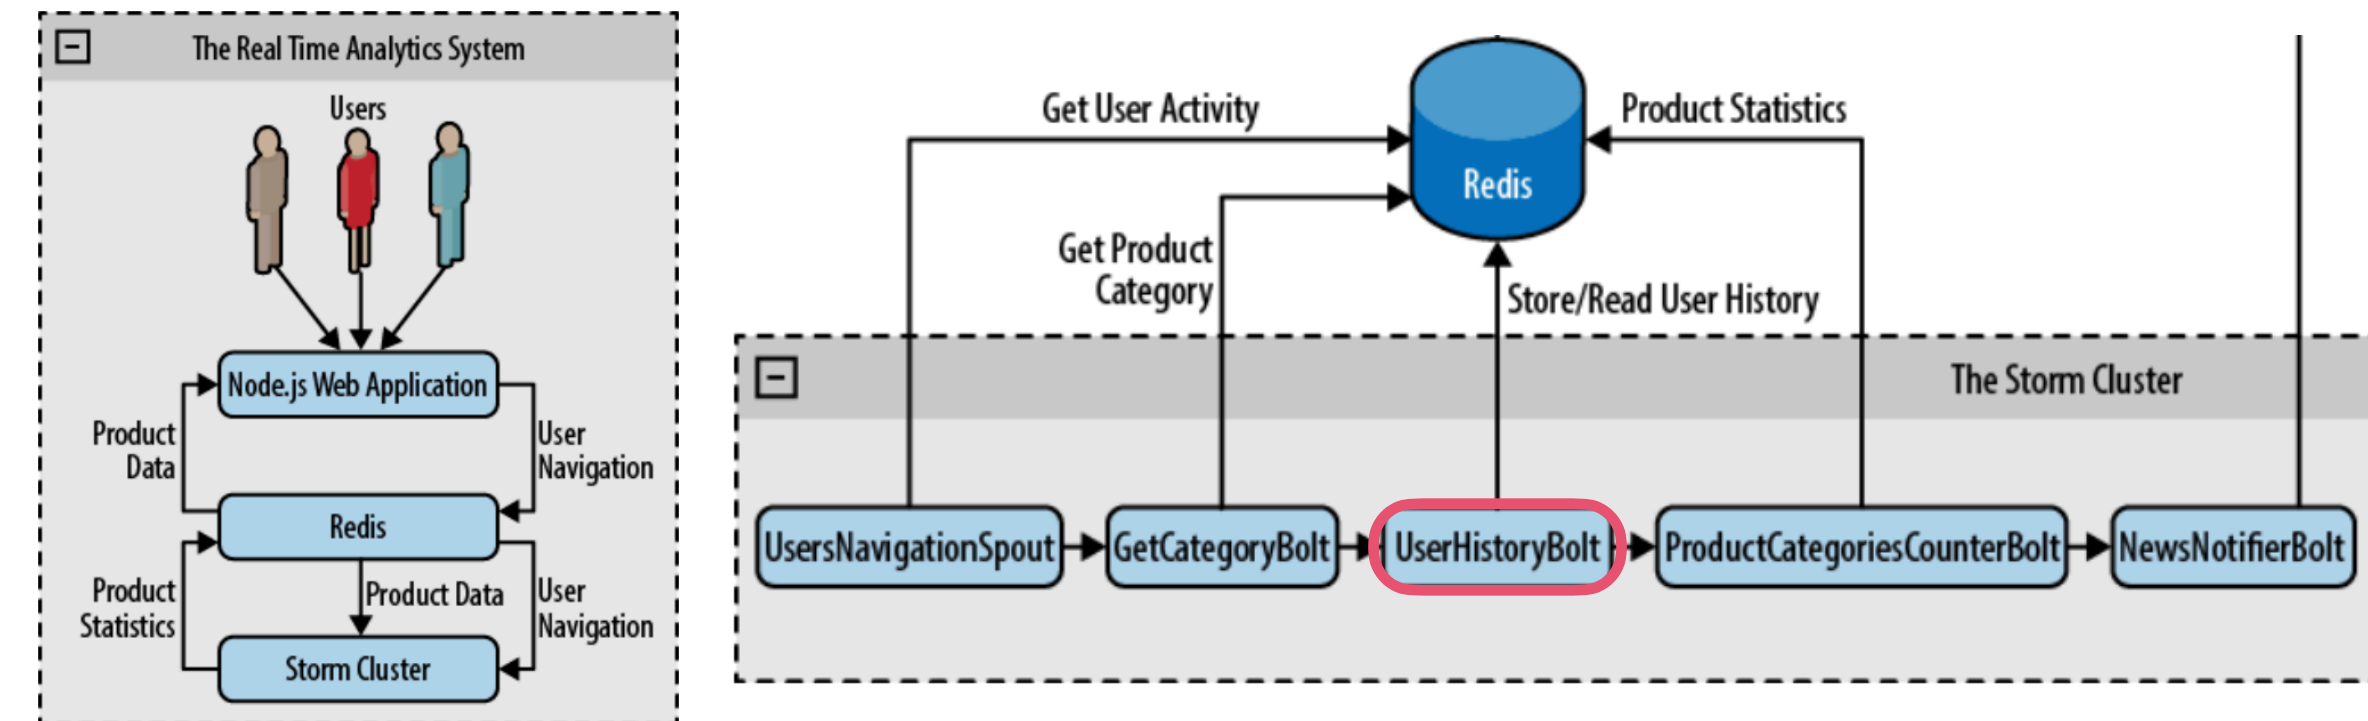 The Real Time Analytics System
Users
Node.js Web Application
Product
Data
User
Navigation
Redis
Product
Statistics
Product Data
User
Navigation
Storm Cluster
Get User Activity
Product Statistics
Redis
Get Product
Category
Store/Read User History
The Storm Cluster
UsersNavigationSpout
GetCategoryBolt
UserHistoryBolt
ProductCategoriesCounterBolt
NewsNotifierBolt